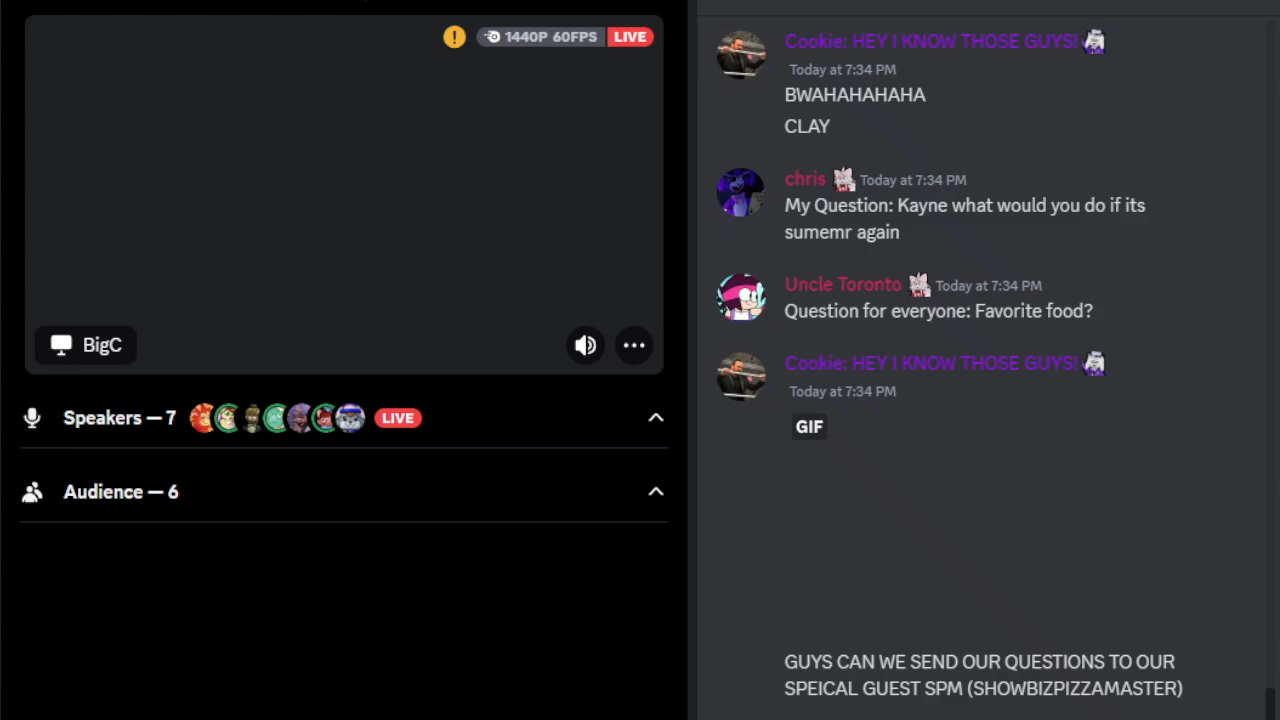 ! 1440P 60FPS LIVE
BigC
Speakers — 7 LIVE
Audience — 6
Cookie: HEY I KNOW THOSE GUYS!
Today at 7:34 PM
BWAHAHAHAHA
CLAY
chris Today at 7:34 PM
My Question: Kayne what would you do if its
sumemr again
Uncle Toronto Today at 7:34 PM
Question for everyone: Favorite food?
Cookie: HEY I KNOW THOSE GUYS!
Today at 7:34 PM
GIF
GUYS CAN WE SEND OUR QUESTIONS TO OUR
SPEICAL GUEST SPM (SHOWBIZPIZZAMASTER)